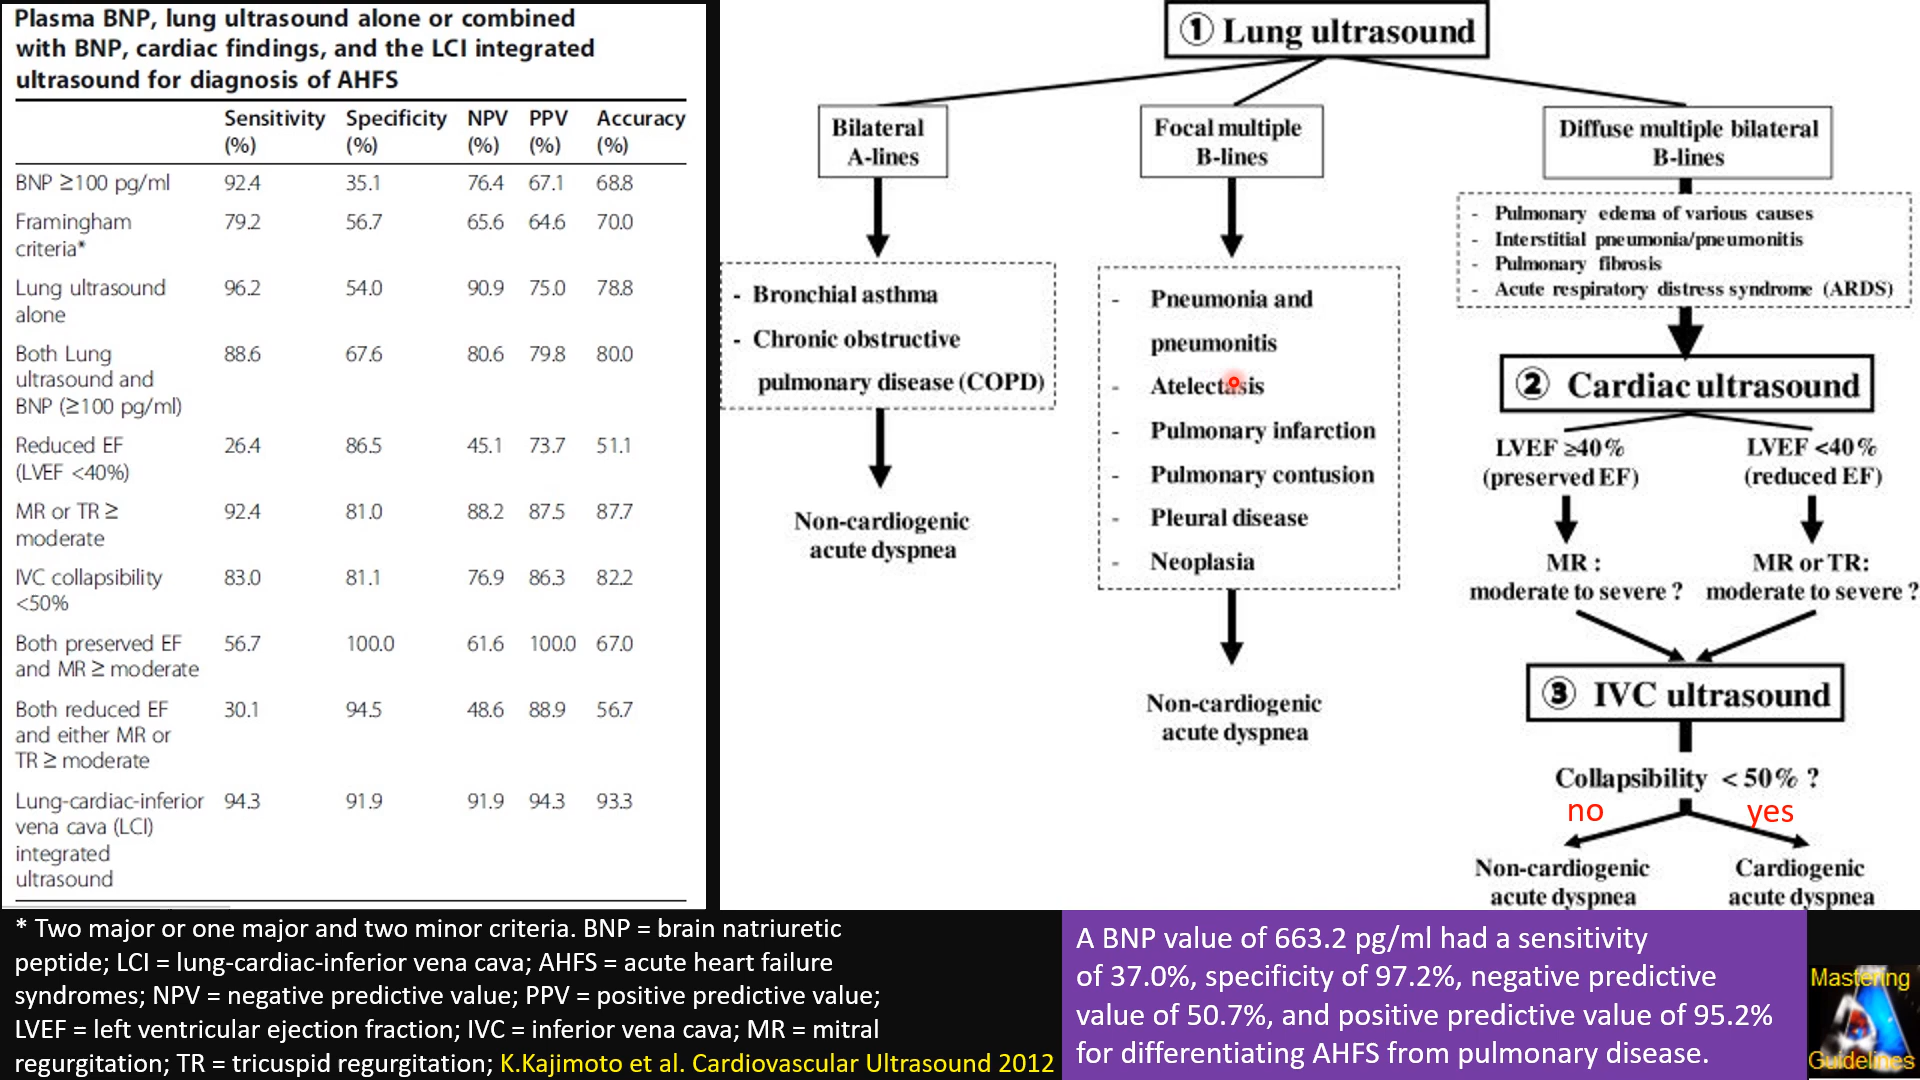 Plasma BNP, lung ultrasound alone or combined
with BNP, cardiac findings, and the LCI integrated
ultrasound for diagnosis of AHFS
Sensitivity (%) Specificity (%) NPV (%) PPV (%) Accuracy (%)
BNP ≥100 pg/ml 92.4 35.1 76.4 67.1 68.8
Framingham 79.2 56.7 65.6 64.6 70.0
criteria*
Lung ultrasound 96.2 54.0 90.9 75.0 78.8
alone
Both Lung 88.6 67.6 80.6 79.8 80.0
ultrasound and
BNP (≥100 pg/ml)
Reduced EF 26.4 86.5 45.1 73.7 51.1
(LVEF <40%)
MR or TR ≥ 92.4 81.0 88.2 87.5 87.7
moderate
IVC collapsibility 83.0 81.1 76.9 86.3 82.2
<50%
Both preserved EF 56.7 100.0 61.6 100.0 67.0
and MR ≥ moderate
Both reduced EF 30.1 94.5 48.6 88.9 56.7
and either MR or
TR ≥ moderate
Lung-cardiac-inferior 94.3 91.9 91.9 94.3 93.3
vena cava (LCI)
integrated
ultrasound
* Two major or one major and two minor criteria. BNP = brain natriuretic
peptide; LCI = lung-cardiac-inferior vena cava; AHFS = acute heart failure
syndromes; NPV = negative predictive value; PPV = positive predictive value;
LVEF = left ventricular ejection fraction; IVC = inferior vena cava; MR = mitral
regurgitation; TR = tricuspid regurgitation; K.Kajimoto et al. Cardiovascular Ultrasound 2012
① Lung ultrasound
Bilateral
A-lines
- Bronchial asthma
- Chronic obstructive
pulmonary disease (COPD)
Non-cardiogenic
acute dyspnea
Focal multiple
B-lines
- Pneumonia and
pneumonitis
- Atelectasis
- Pulmonary infarction
- Pulmonary contusion
- Pleural disease
- Neoplasia
Non-cardiogenic
acute dyspnea
Diffuse multiple bilateral
B-lines
- Pulmonary edema of various causes
- Interstitial pneumonia/pneumonitis
- Pulmonary fibrosis
- Acute respiratory distress syndrome (ARDS)
② Cardiac ultrasound
LVEF ≥40%
(preserved EF)
MR :
moderate to severe ?
LVEF <40%
(reduced EF)
MR or TR:
moderate to severe ?
③ IVC ultrasound
Collapsibility < 50% ?
no yes
Non-cardiogenic
acute dyspnea
Cardiogenic
acute dyspnea
A BNP value of 663.2 pg/ml had a sensitivity
of 37.0%, specificity of 97.2%, negative predictive
value of 50.7%, and positive predictive value of 95.2%
for differentiating AHFS from pulmonary disease.
Mastering
Guidelines